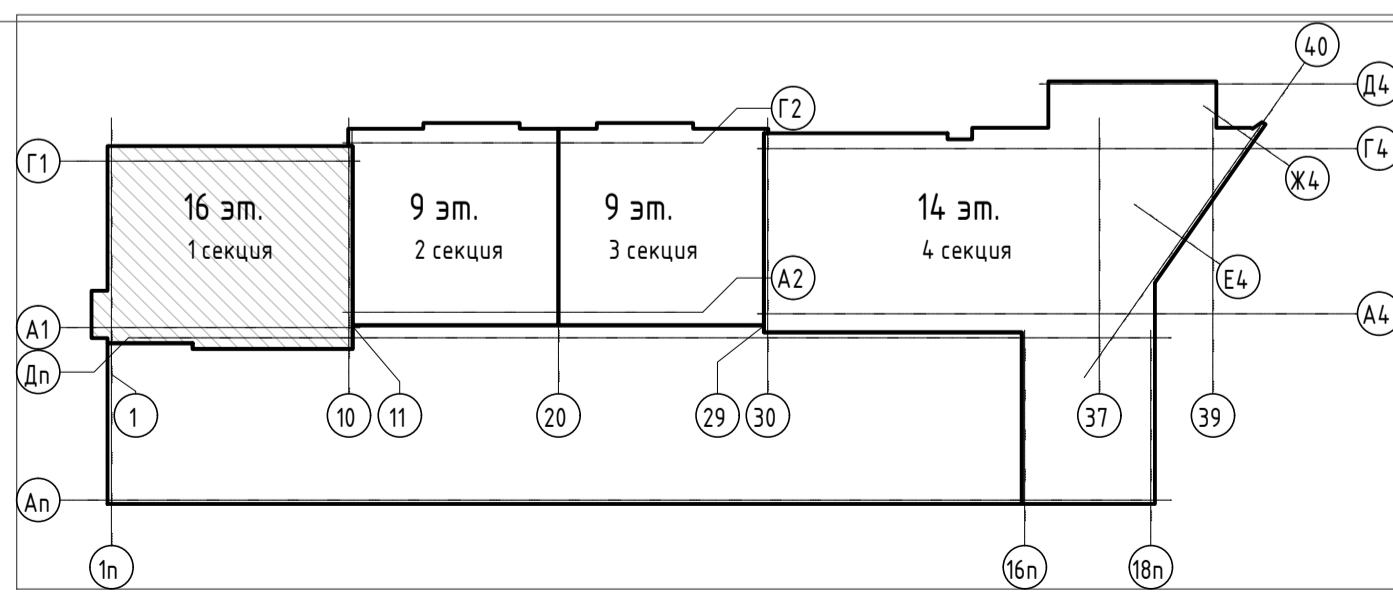 40
Д4
Г2
Г1
Г4
Ж4
16 эт.
9 эт.
9 эт.
14 эт.
1 секция
2 секция
3 секция
4 секция
А2
Е4
А1
А4
Дп
1
10
11
20
29
30
37
39
Ап
1п
16п
18п